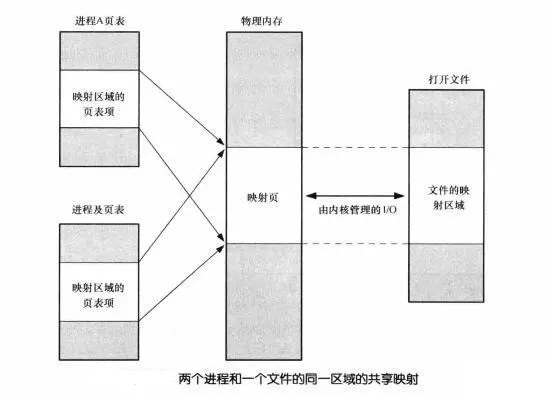 进程A页表
映射区域的
页表项
进程及页表
映射区域的
页表项
物理内存
映射页
由内核管理的I/O
打开文件
文件的映
射区域
两个进程和一个文件的同一区域的共享映射